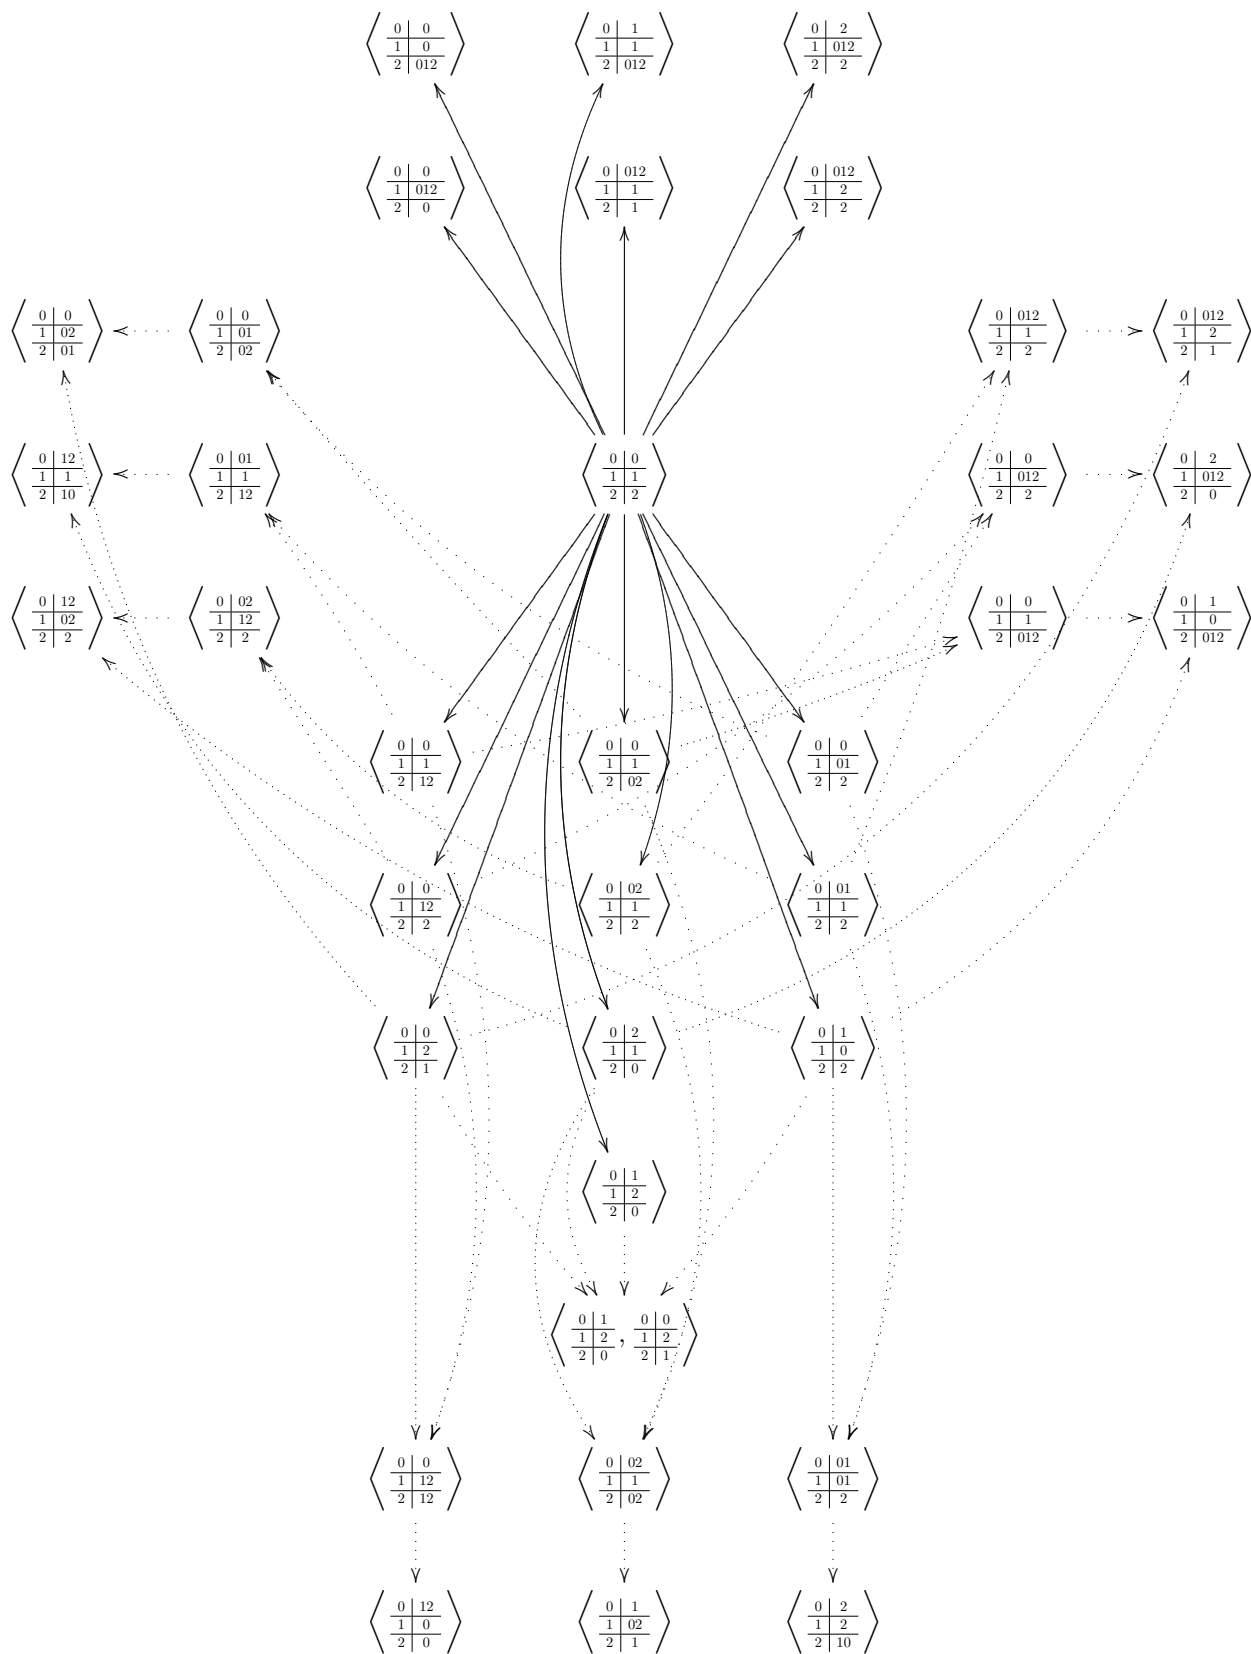 0 0 0 1 0 2
1 0 1 1 1 012
2 012 2 012 2 2
0 0 0 012 0 012
1 012 1 1 1 2
2 0 2 1 2 2
0 0 0 0 0 012 0 012
1 02 1 01 1 1 1 2
2 01 2 02 2 2 2 1
0 12 0 01 0 0 0 0 0 2
1 1 1 1 1 1 1 012 1 012
2 10 2 12 2 2 2 2 2 0
0 12 0 02 0 0 0 1
1 02 1 12 1 1 1 0
2 2 2 2 2 012 2 012
0 0 0 0 0 0
1 1 1 1 1 01
2 12 2 02 2 2
0 0 0 02 0 01
1 12 1 1 1 1
2 2 2 2 2 2
0 0 0 2 0 1
1 2 1 1 1 0
2 1 2 0 2 2
0 1
1 2
2 0
0 1 0 0
1 2 , 1 2
2 0 2 1
0 0 0 02 0 01
1 12 1 1 1 01
2 12 2 02 2 2
0 12 0 1 0 2
1 0 1 02 1 2
2 0 2 1 2 10